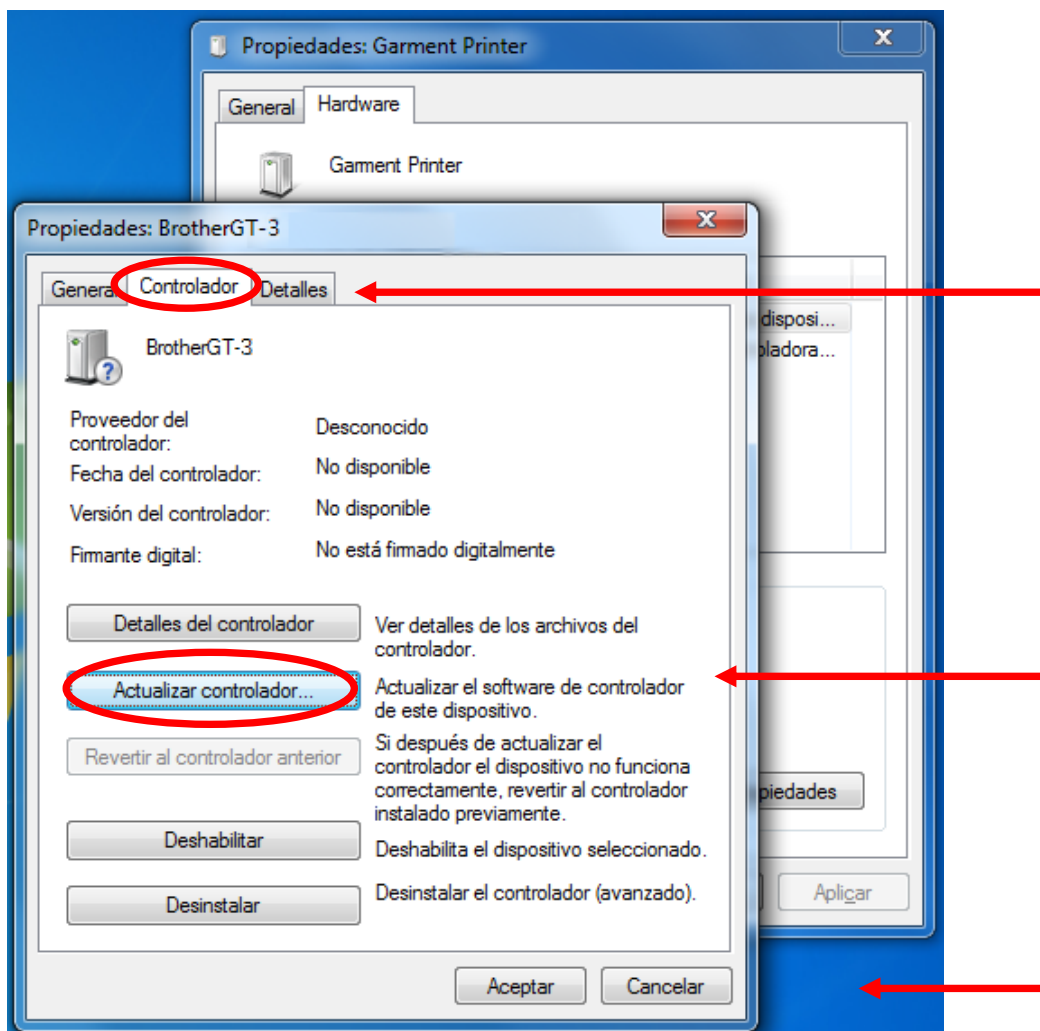 Propiedades: Garment Printer
General Hardware
Garment Printer
Propiedades: BrotherGT-3
General Controlador Detalles
BrotherGT-3
Proveedor del
controlador:
Desconocido
Fecha del controlador:
No disponible
Versión del controlador:
No disponible
Firmante digital:
No está firmado digitalmente
Detalles del controlador
Ver detalles de los archivos del
controlador.
Actualizar controlador...
Actualizar el software de controlador
de este dispositivo.
Revertir al controlador anterior
Si después de actualizar el
controlador el dispositivo no funciona
correctamente, revertir al controlador
instalado previamente.
Deshabilitar
Deshabilita el dispositivo seleccionado.
Desinstalar
Desinstalar el controlador (avanzado).
Aceptar Cancelar
disposi...
oladora...
piedades
Aplicar